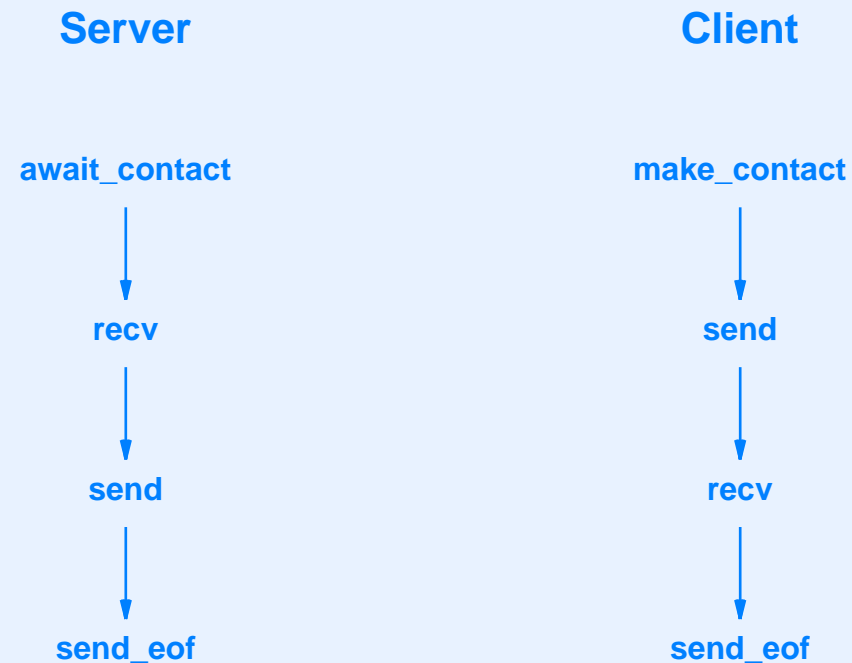 Server Client
await_contact make_contact
recv send
send recv
send_eof send_eof